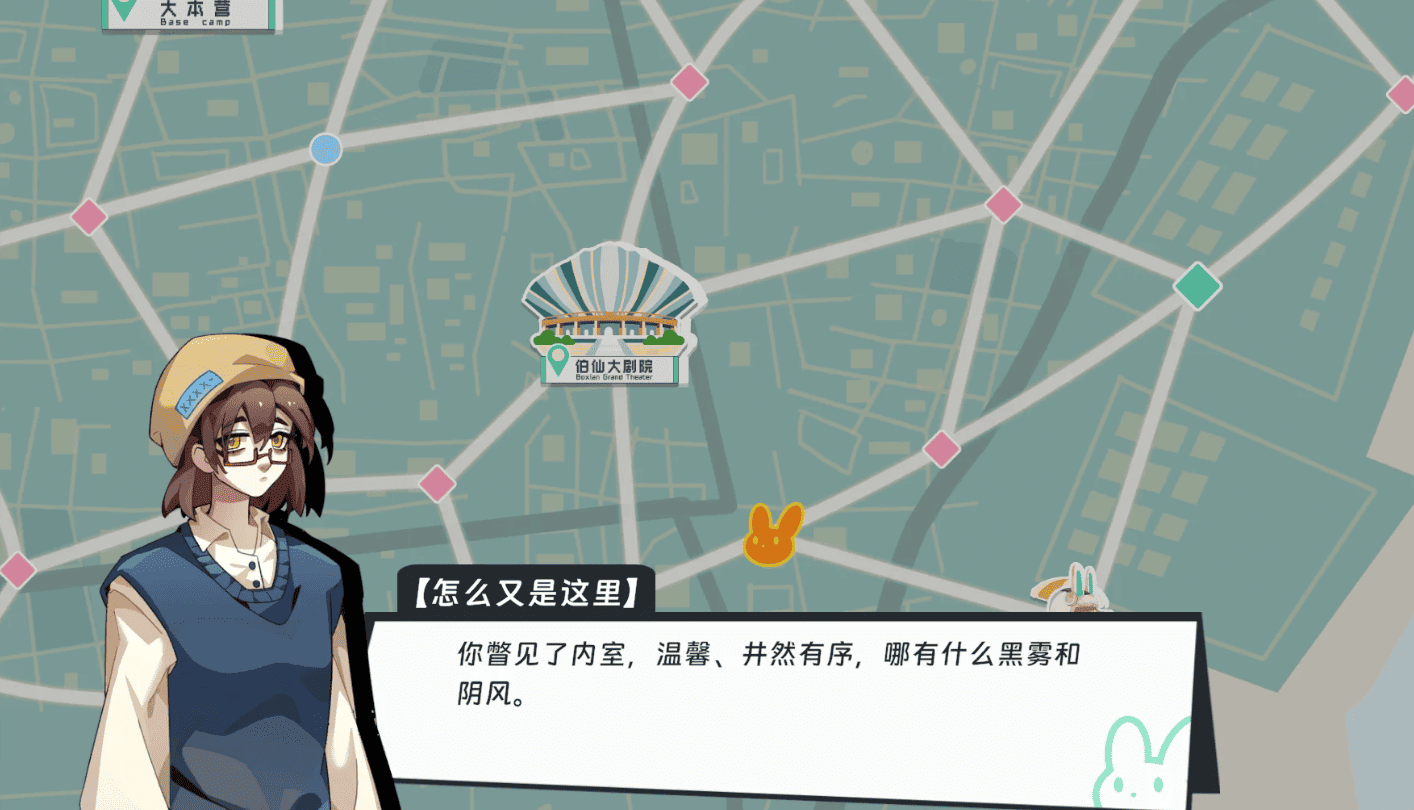 大本营
Base camp
XXXX-
伯仙大剧院
Boxian Grand Theater
【怎么又是这里】
你瞥见了内室，温馨、井然有序，哪有什么黑雾和
阴风。